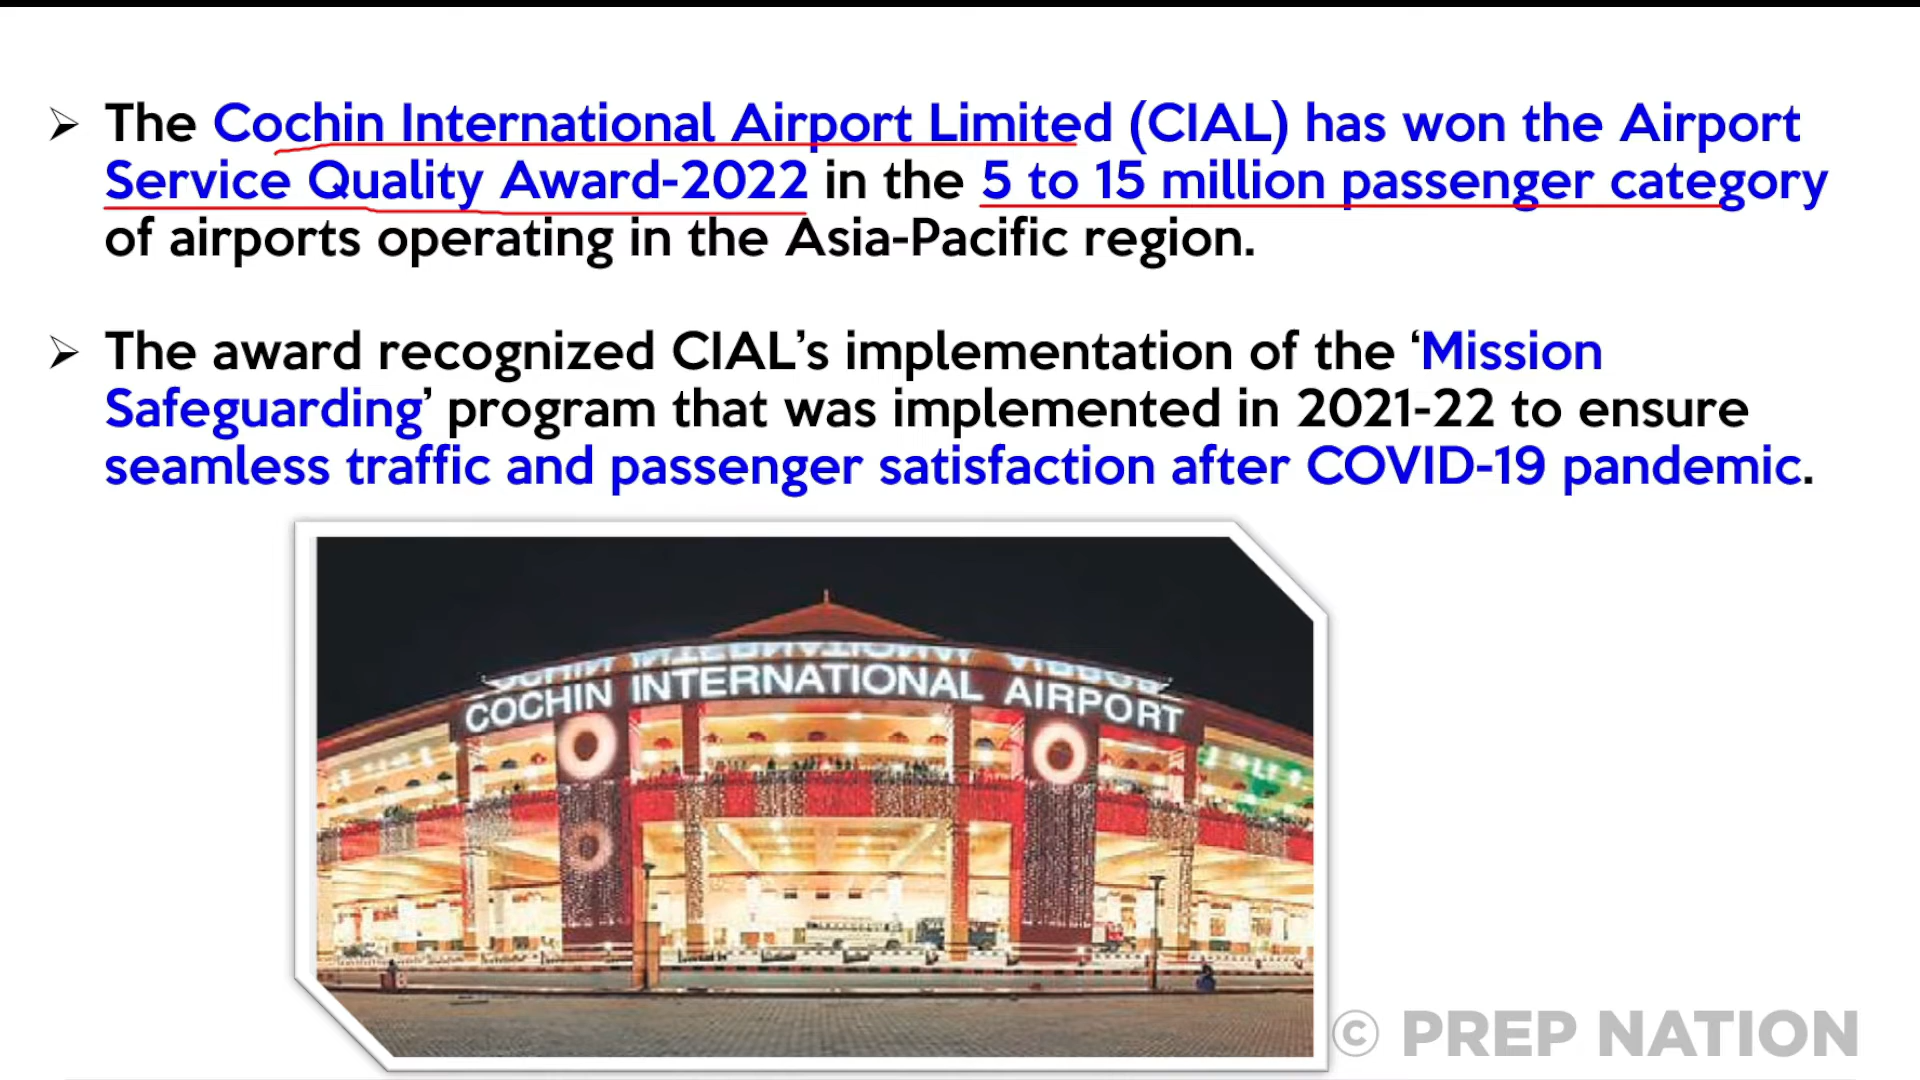 The Cochin International Airport Limited (CIAL) has won the Airport
Service Quality Award-2022 in the 5 to 15 million passenger category
of airports operating in the Asia-Pacific region.
The award recognized CIAL’s implementation of the ‘Mission
Safeguarding’ program that was implemented in 2021-22 to ensure
seamless traffic and passenger satisfaction after COVID-19 pandemic.
COCHIN INTERNATIONAL AIRPORT
© PREP NATION